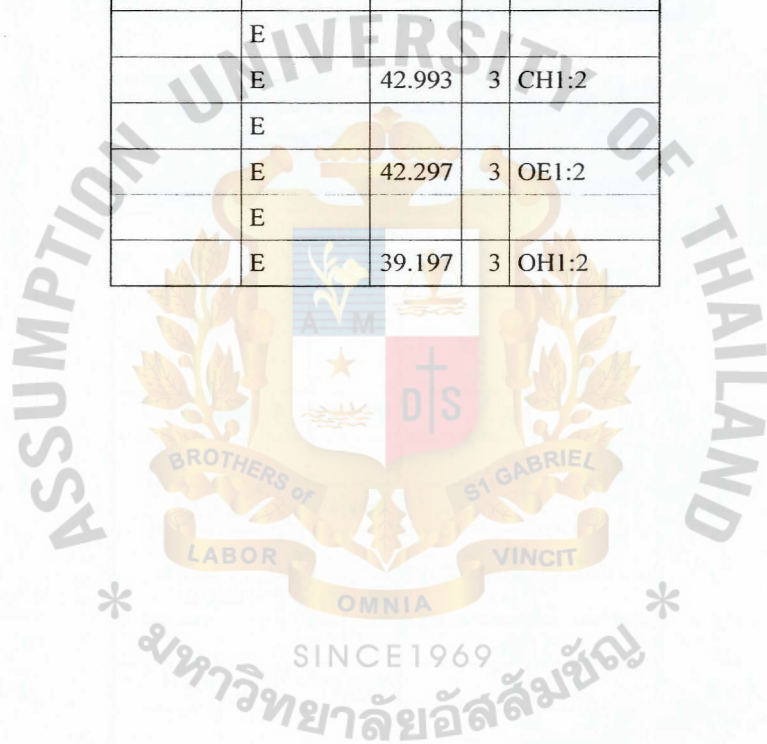 E
E 42.993 3 CH1:2
E
E 42.297 3 OE1:2
E
E 39.197 3 OH1:2
ASSUMPTION UNIVERSITY OF THAILAND
A M
D S
BROTHERS of ST GABRIEL
LABOR OMNIA VINCIT
SINCE1969
* มหาวิทยาลัยอัสสัมชัญ *